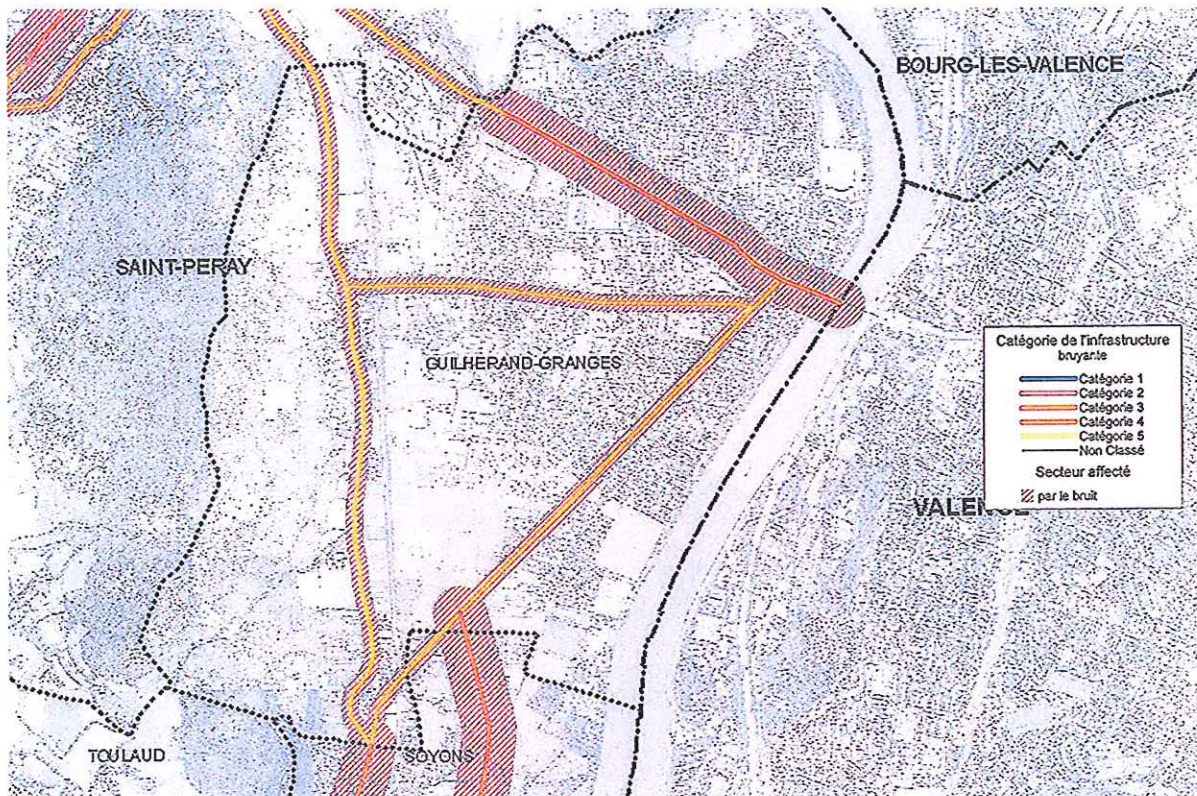 BOURG-LES-VALENCE
SAINT-PERAY
GUILHERAND-GRANGES
Catégorie de l'infrastructure
bruyante
Catégorie 1
Catégorie 2
Catégorie 3
Catégorie 4
Catégorie 5
Non Classé
Secteur affecté
par le bruit
VALENCE
TOULAUD
SOYONS